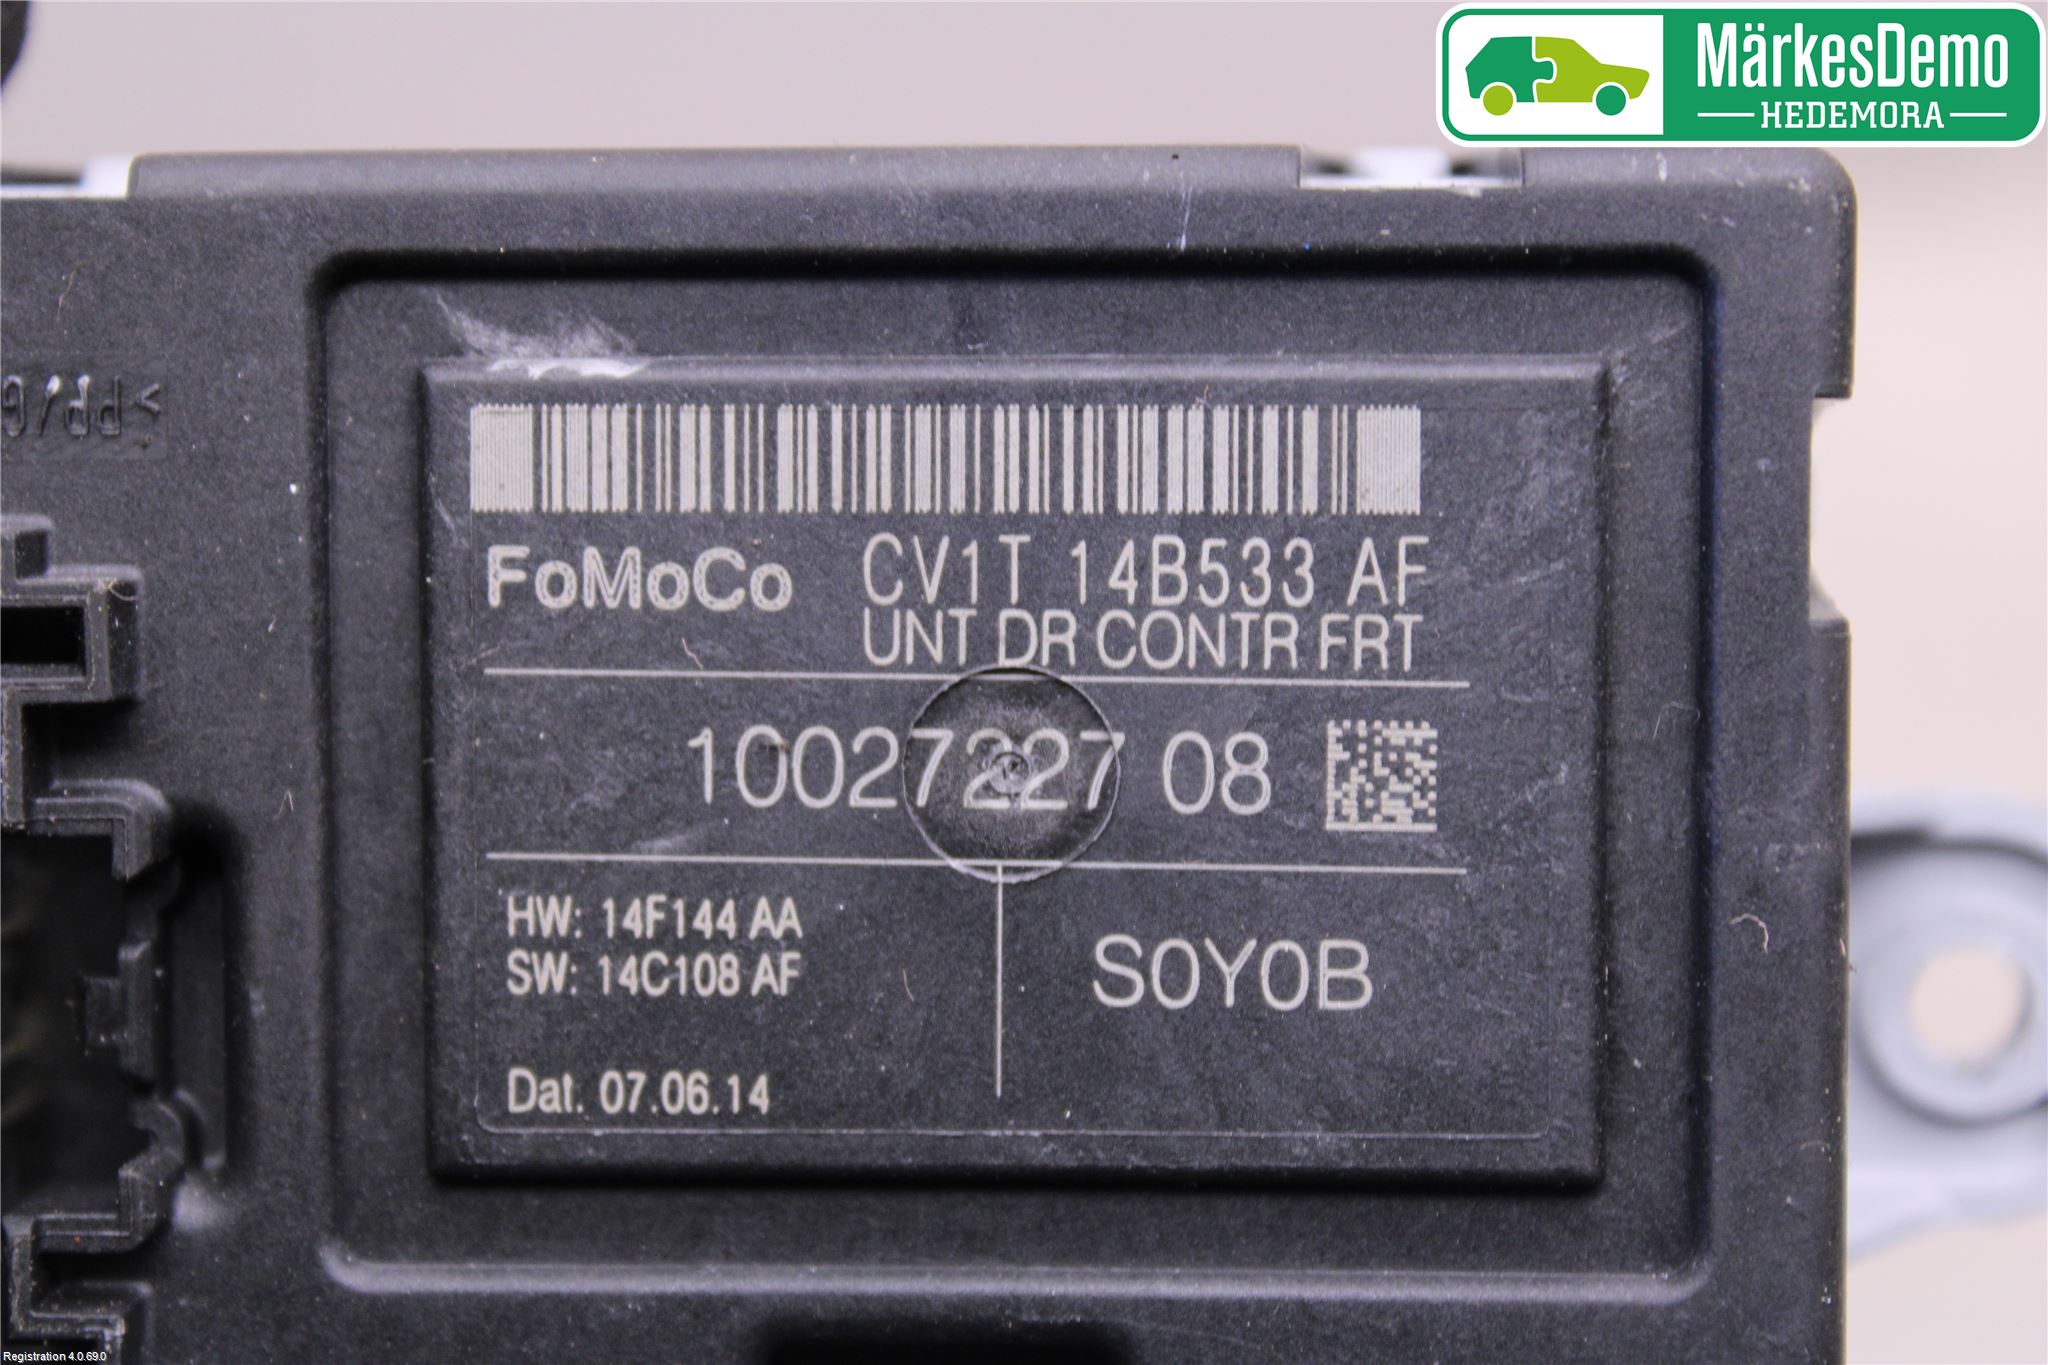 MärkesDemo
HEDEMORA
>PP/G
FoMoCo CV1T 14B533 AF
UNT DR CONTR FRT
10027227 08
HW: 14F144 AA
SW: 14C108 AF
S0Y0B
Dat. 07.06.14
Registration 4.0.69.0